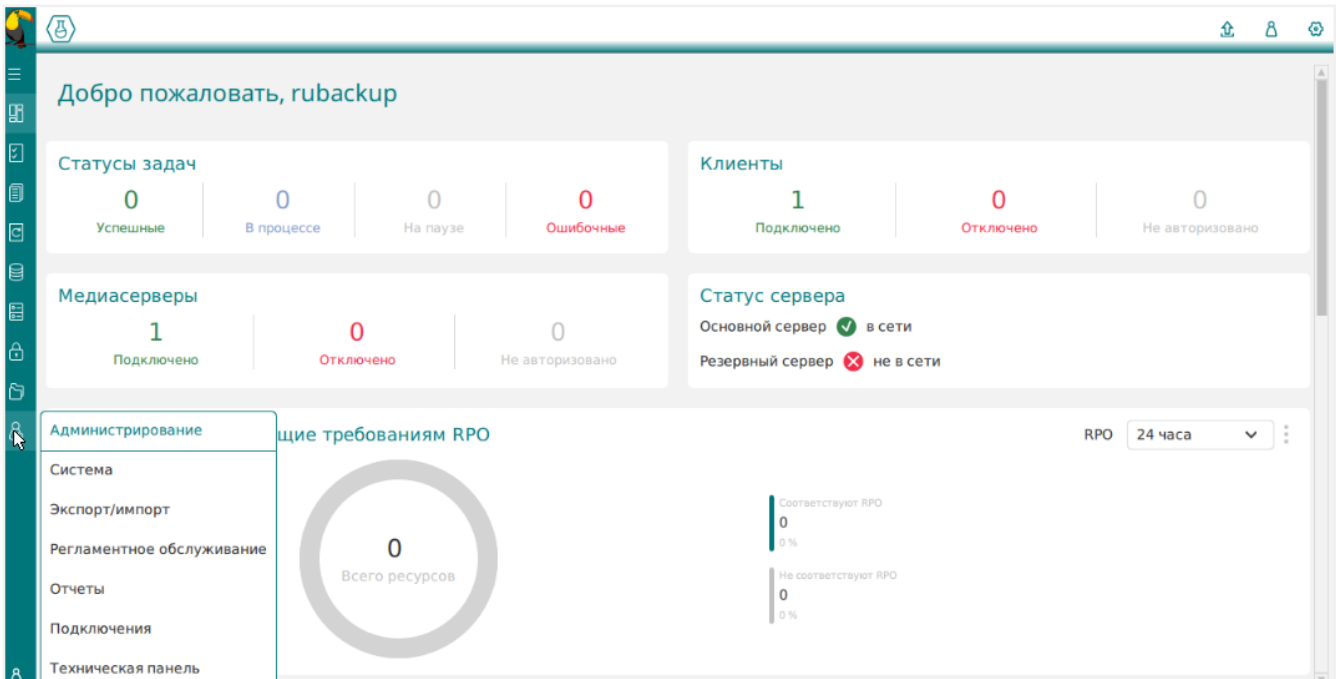 Добро пожаловать, rubackup
Статусы задач
0 0 0 0
Успешные В процессе На паузе Ошибочные
Клиенты
1 0 0
Подключено Отключено Не авторизовано
Медиасерверы
1 0 0
Подключено Отключено Не авторизовано
Статус сервера
Основной сервер в сети
Резервный сервер не в сети
Администрирование
Система
Экспорт/импорт
Регламентное обслуживание
Отчеты
Подключения
Техническая панель
щие требованиям RPO
RPO 24 часа
0
Всего ресурсов
Соответствуют RPO
0
0 %
Не соответствуют RPO
0
0 %